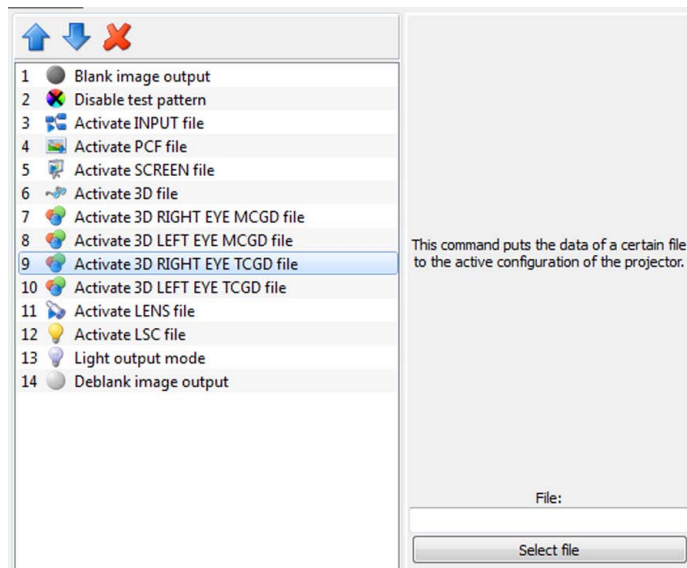 1 Blank image output
2 Disable test pattern
3 Activate INPUT file
4 Activate PCF file
5 Activate SCREEN file
6 Activate 3D file
7 Activate 3D RIGHT EYE MCGD file
8 Activate 3D LEFT EYE MCGD file
9 Activate 3D RIGHT EYE TCGD file
10 Activate 3D LEFT EYE TCGD file
11 Activate LENS file
12 Activate LSC file
13 Light output mode
14 Deblank image output
This command puts the data of a certain file
to the active configuration of the projector.
File:
Select file